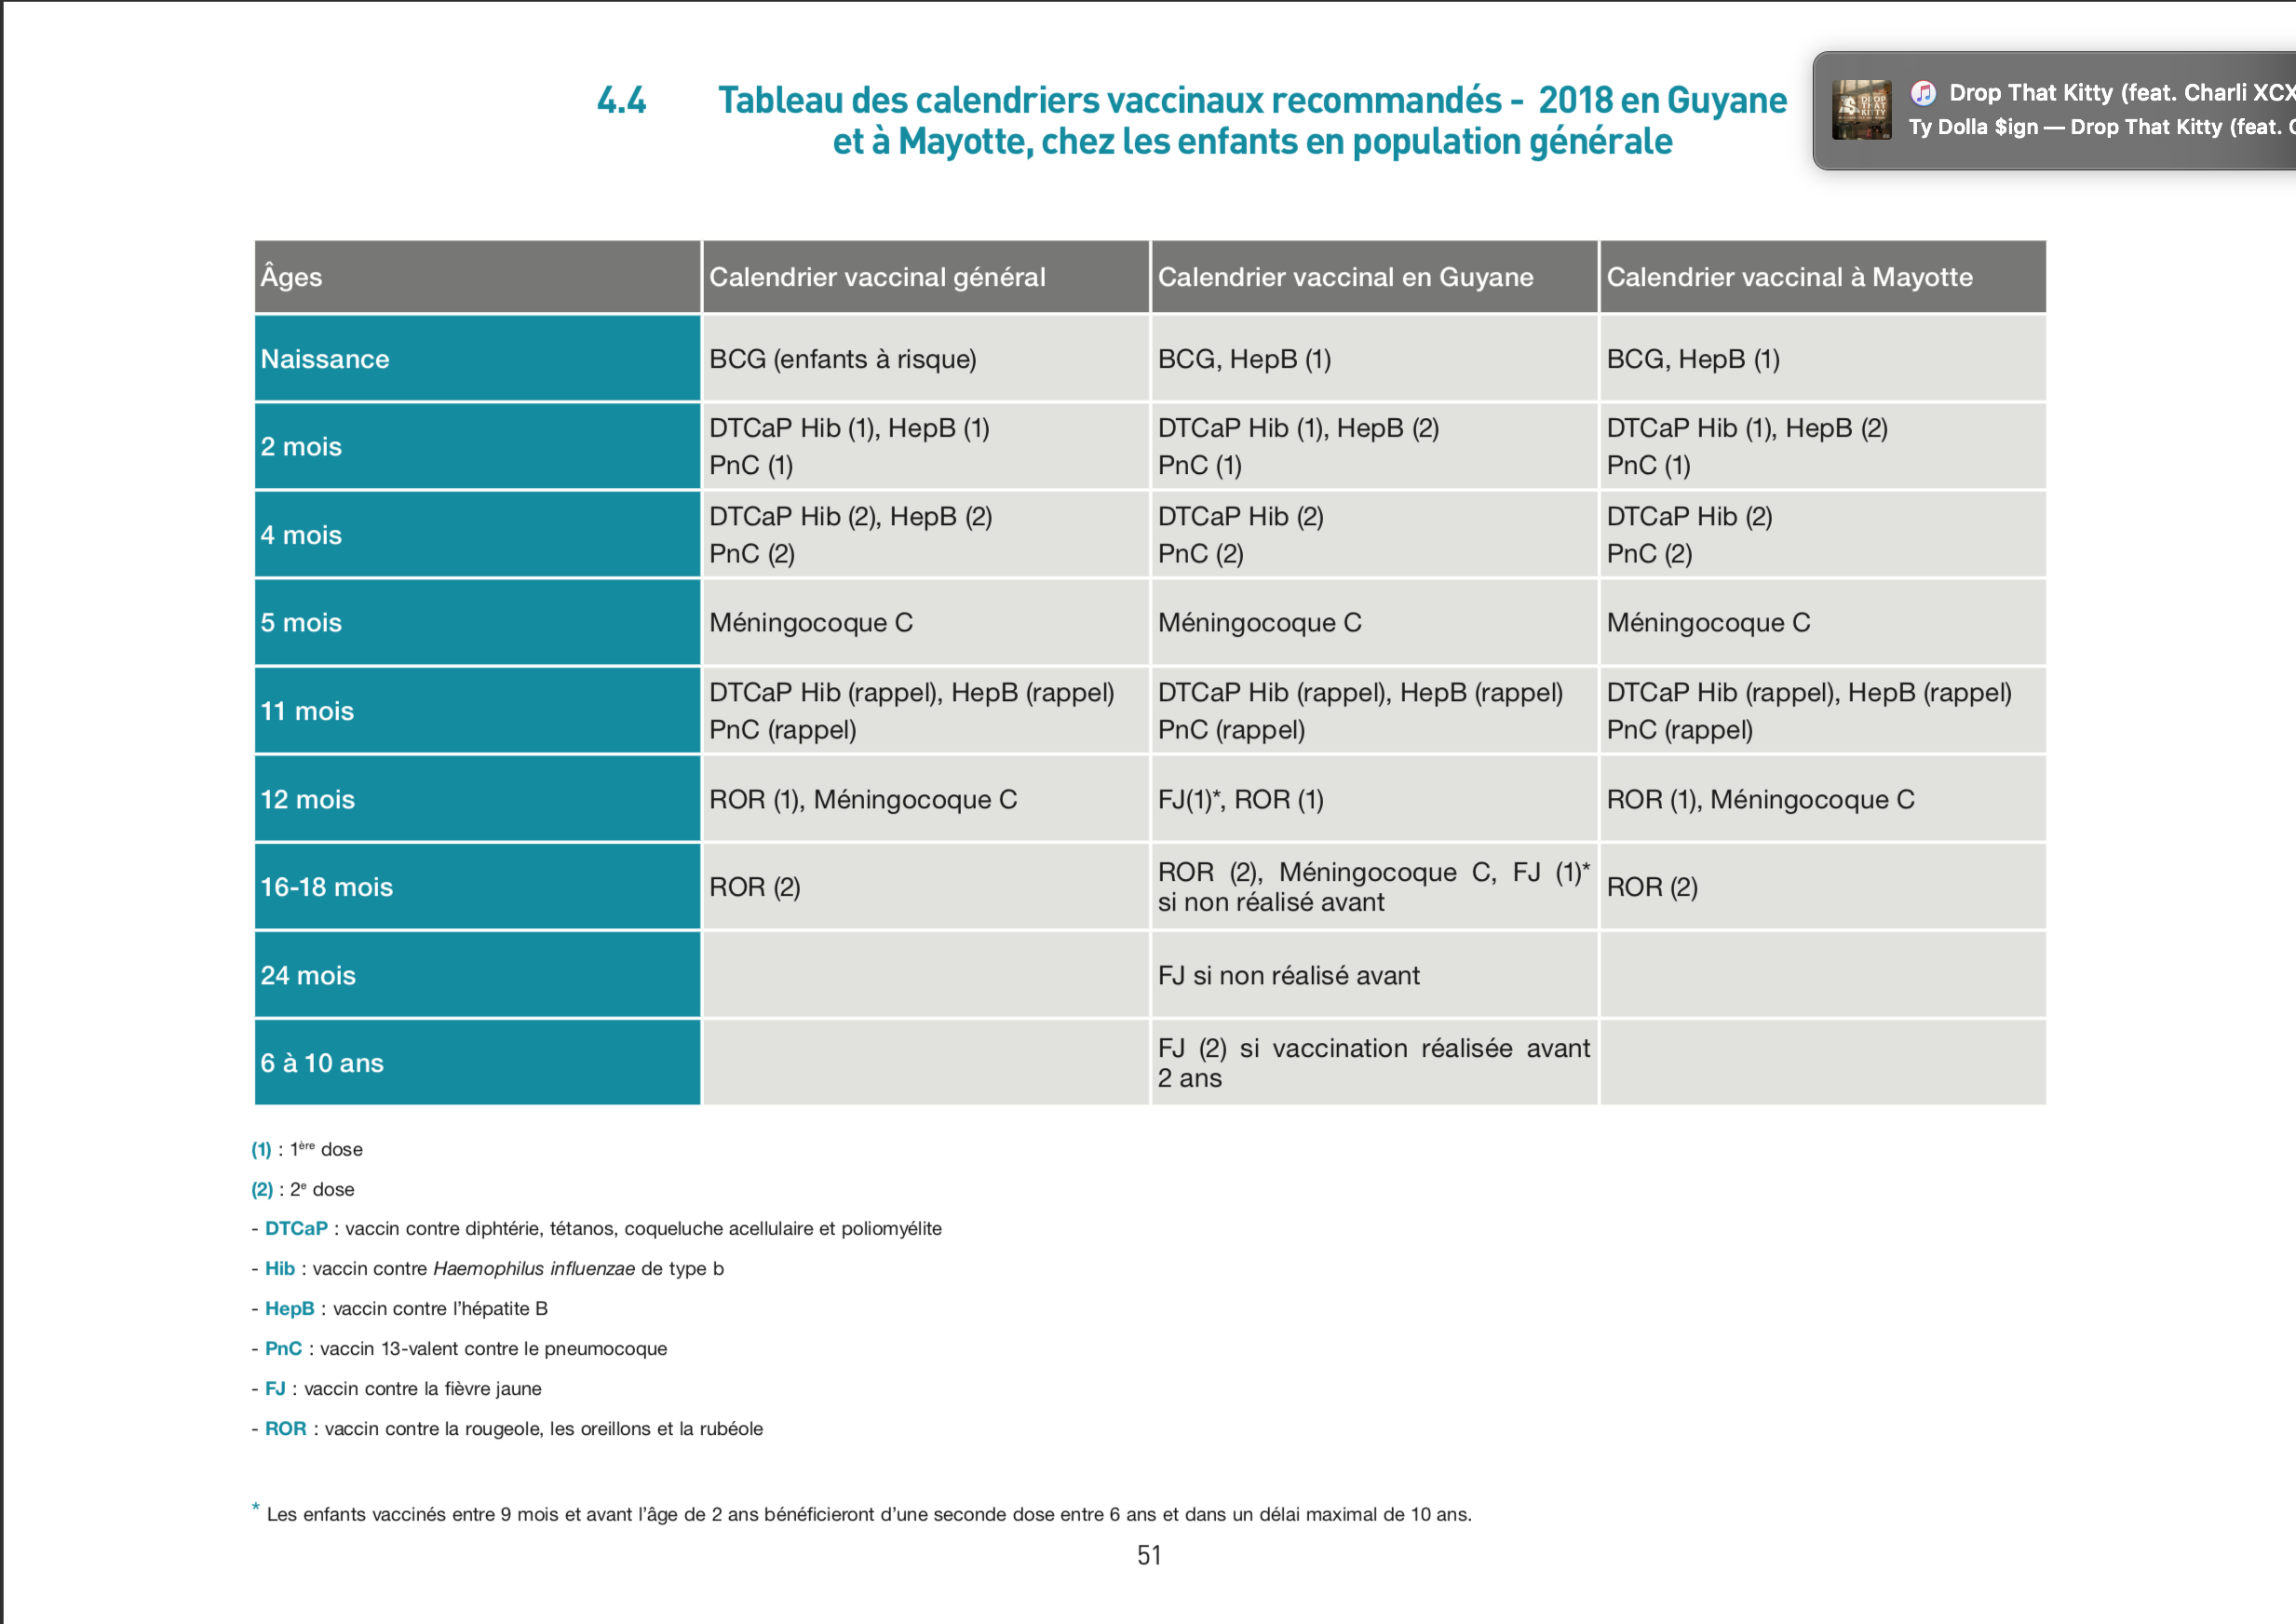 4.4 Tableau des calendriers vaccinaux recommandés - 2018 en Guyane
et à Mayotte, chez les enfants en population générale
Drop That Kitty (feat. Charli XCX
Ty Dolla $ign — Drop That Kitty (feat.
DROP THAT KITTY
Âges Calendrier vaccinal général Calendrier vaccinal en Guyane Calendrier vaccinal à Mayotte
Naissance BCG (enfants à risque) BCG, HepB (1) BCG, HepB (1)
2 mois
DTCaP Hib (1), HepB (1)
PnC (1)
DTCaP Hib (1), HepB (2)
PnC (1)
DTCaP Hib (1), HepB (2)
PnC (1)
4 mois
DTCaP Hib (2), HepB (2)
PnC (2)
DTCaP Hib (2)
PnC (2)
DTCaP Hib (2)
PnC (2)
5 mois Méningocoque C Méningocoque C Méningocoque C
11 mois
DTCaP Hib (rappel), HepB (rappel)
PnC (rappel)
DTCaP Hib (rappel), HepB (rappel)
PnC (rappel)
DTCaP Hib (rappel), HepB (rappel)
PnC (rappel)
12 mois ROR (1), Méningocoque C FJ(1)*, ROR (1) ROR (1), Méningocoque C
16-18 mois
ROR (2)
ROR (2), Méningocoque C, FJ (1)*
si non réalisé avant
ROR (2)
24 mois FJ si non réalisé avant
6 à 10 ans
FJ (2) si vaccination réalisée avant
2 ans
(1) : 1ère dose
(2) : 2e dose
- DTCaP : vaccin contre diphtérie, tétanos, coqueluche acellulaire et poliomyélite
- Hib : vaccin contre Haemophilus influenzae de type b
- HepB : vaccin contre l'hépatite B
- PnC : vaccin 13-valent contre le pneumocoque
- FJ : vaccin contre la fièvre jaune
- ROR : vaccin contre la rougeole, les oreillons et la rubéole
* Les enfants vaccinés entre 9 mois et avant l'âge de 2 ans bénéficieront d'une seconde dose entre 6 ans et dans un délai maximal de 10 ans.
51